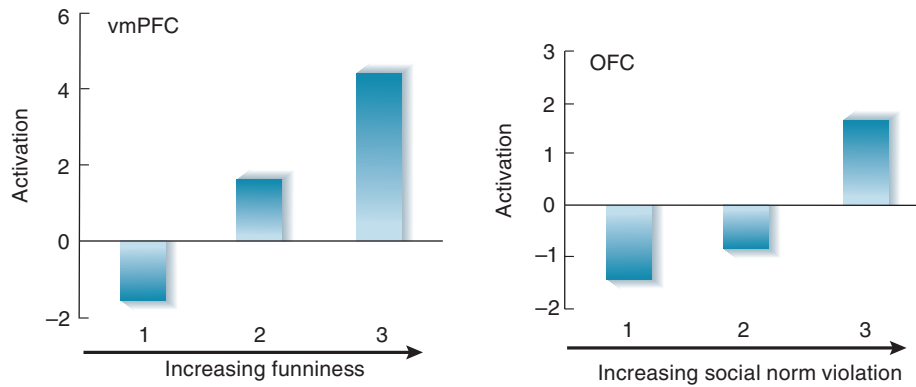 vmPFC
Activation
6
4
2
0
–2
1 2 3
Increasing funniness
OFC
Activation
3
2
1
0
–1
–2
1 2 3
Increasing social norm violation